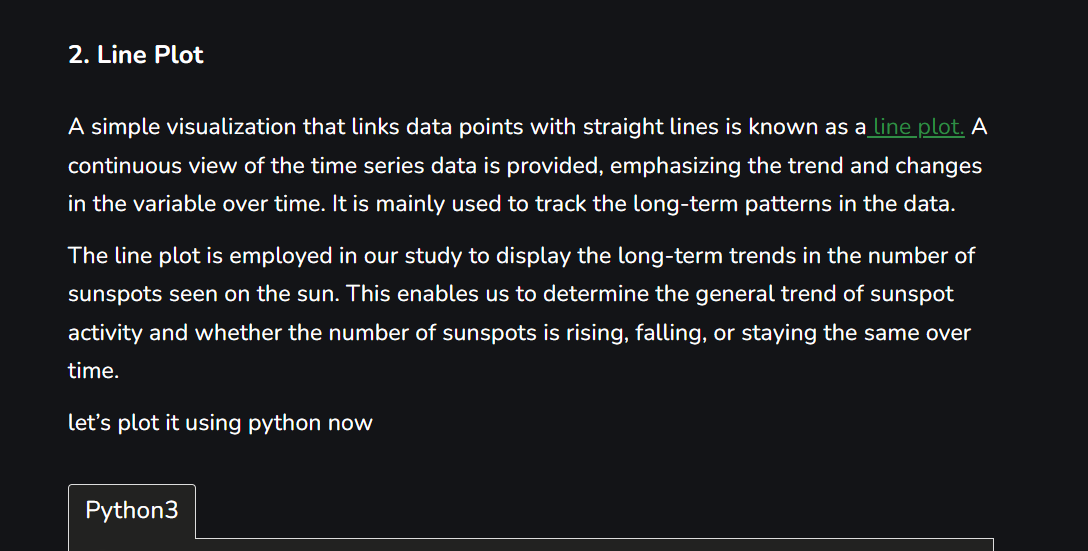 2. Line Plot
A simple visualization that links data points with straight lines is known as a line plot. A
continuous view of the time series data is provided, emphasizing the trend and changes
in the variable over time. It is mainly used to track the long-term patterns in the data.
The line plot is employed in our study to display the long-term trends in the number of
sunspots seen on the sun. This enables us to determine the general trend of sunspot
activity and whether the number of sunspots is rising, falling, or staying the same over
time.
let’s plot it using python now
Python3